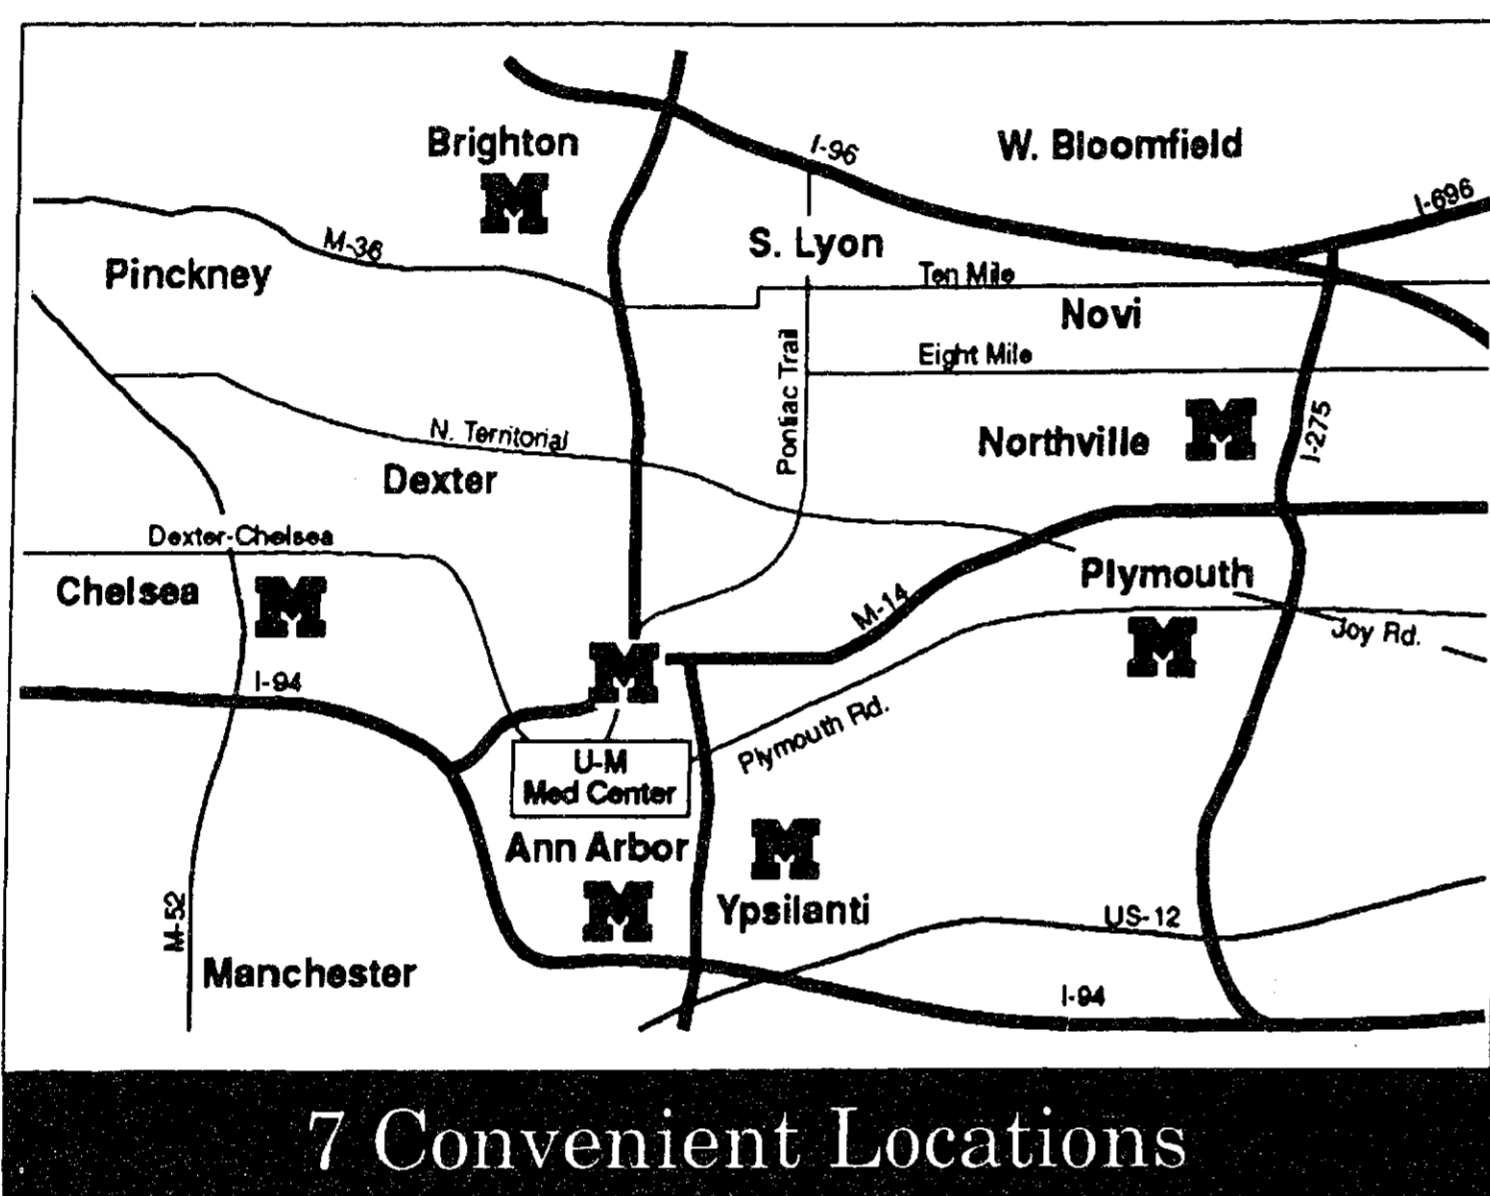 Brighton
M
I-96
W. Bloomfield
I-696
M-36
S. Lyon
Pinckney
Ten Mile
Novi
Eight Mile
Pontiac Trail
N. Territorial
Northville
M
I-275
Dexter
Dexter-Chelsea
Chelsea
M
Plymouth
M-14
Joy Rd.
M
M
I-94
Plymouth Rd.
U-M
Med Center
Ann Arbor
M
M
Ypsilanti
US-12
M-52
Manchester
I-94
7 Convenient Locations